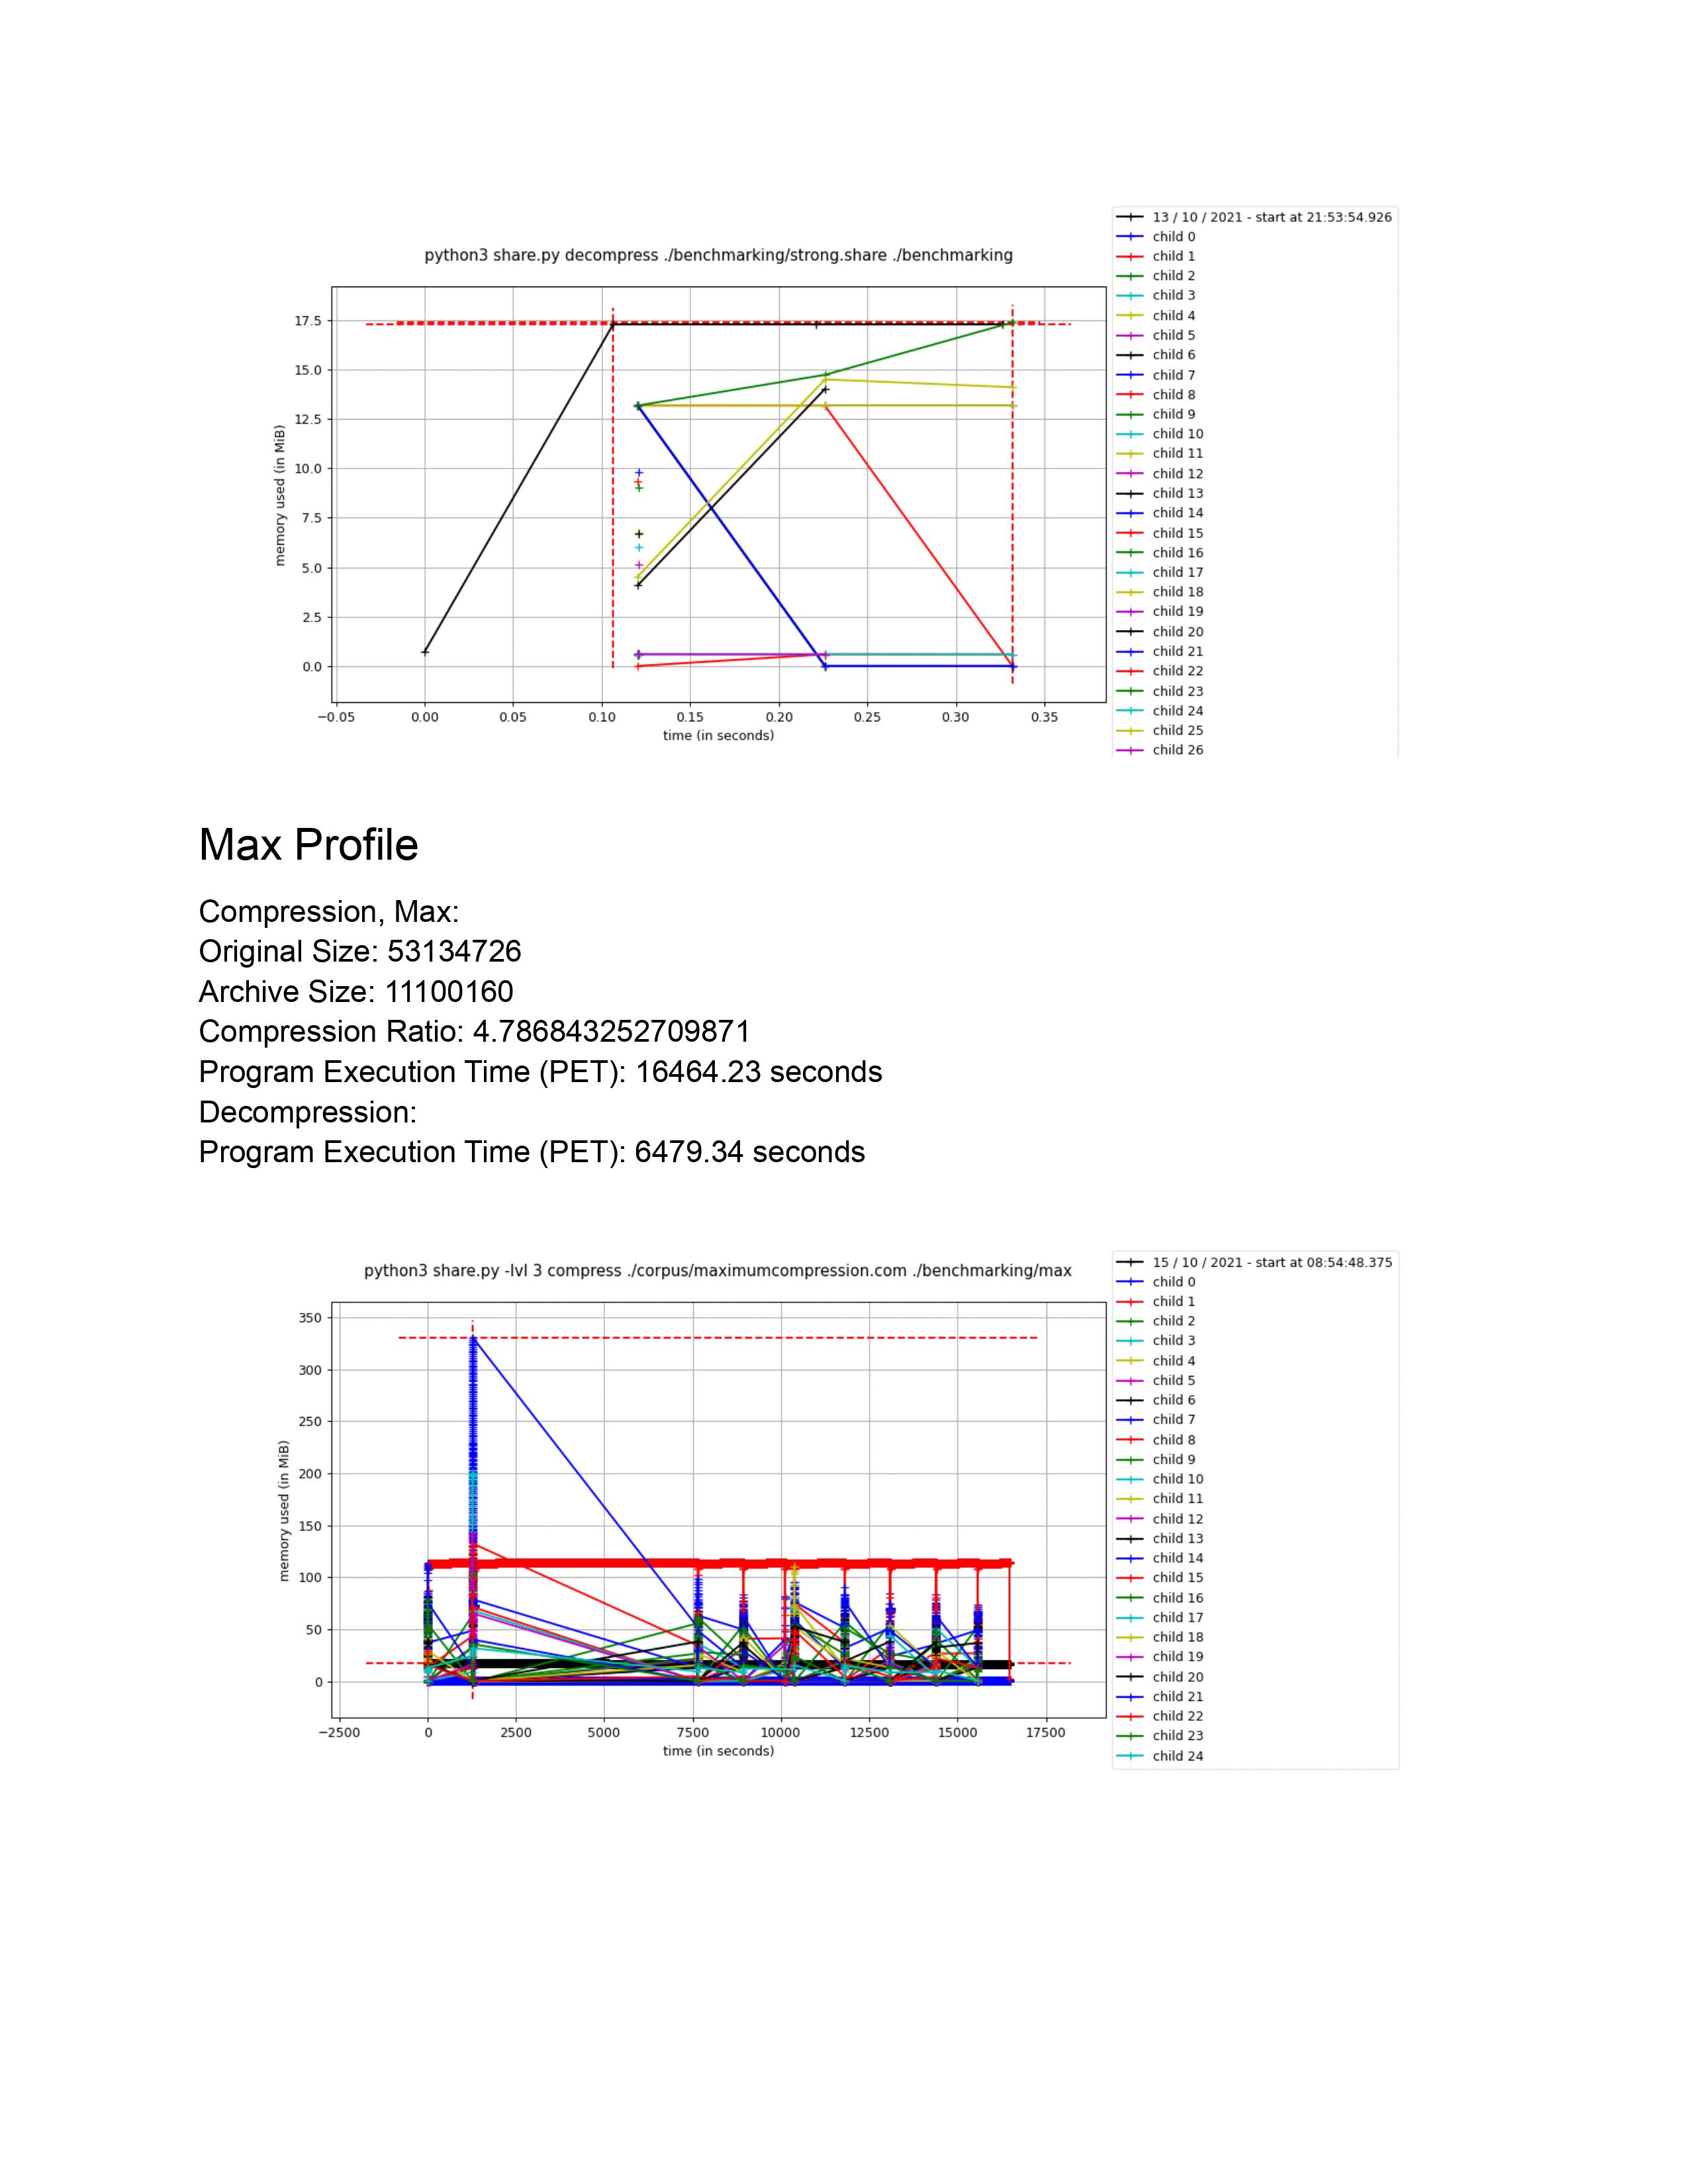 python3 share.py decompress ./benchmarking/strong.share ./benchmarking
17.5
15.0
12.5
10.0
7.5
5.0
2.5
0.0
memory used (in MiB)
−0.05 0.00 0.05 0.10 0.15 0.20 0.25 0.30 0.35
time (in seconds)
13 / 10 / 2021 - start at 21:53:54.926
child 0
child 1
child 2
child 3
child 4
child 5
child 6
child 7
child 8
child 9
child 10
child 11
child 12
child 13
child 14
child 15
child 16
child 17
child 18
child 19
child 20
child 21
child 22
child 23
child 24
child 25
child 26
Max Profile
Compression, Max:
Original Size: 53134726
Archive Size: 11100160
Compression Ratio: 4.786843252709871
Program Execution Time (PET): 16464.23 seconds
Decompression:
Program Execution Time (PET): 6479.34 seconds
python3 share.py -lvl 3 compress ./corpus/maximumcompression.com ./benchmarking/max
350
300
250
200
150
100
50
0
memory used (in MiB)
−2500 0 2500 5000 7500 10000 12500 15000 17500
time (in seconds)
15 / 10 / 2021 - start at 08:54:48.375
child 0
child 1
child 2
child 3
child 4
child 5
child 6
child 7
child 8
child 9
child 10
child 11
child 12
child 13
child 14
child 15
child 16
child 17
child 18
child 19
child 20
child 21
child 22
child 23
child 24